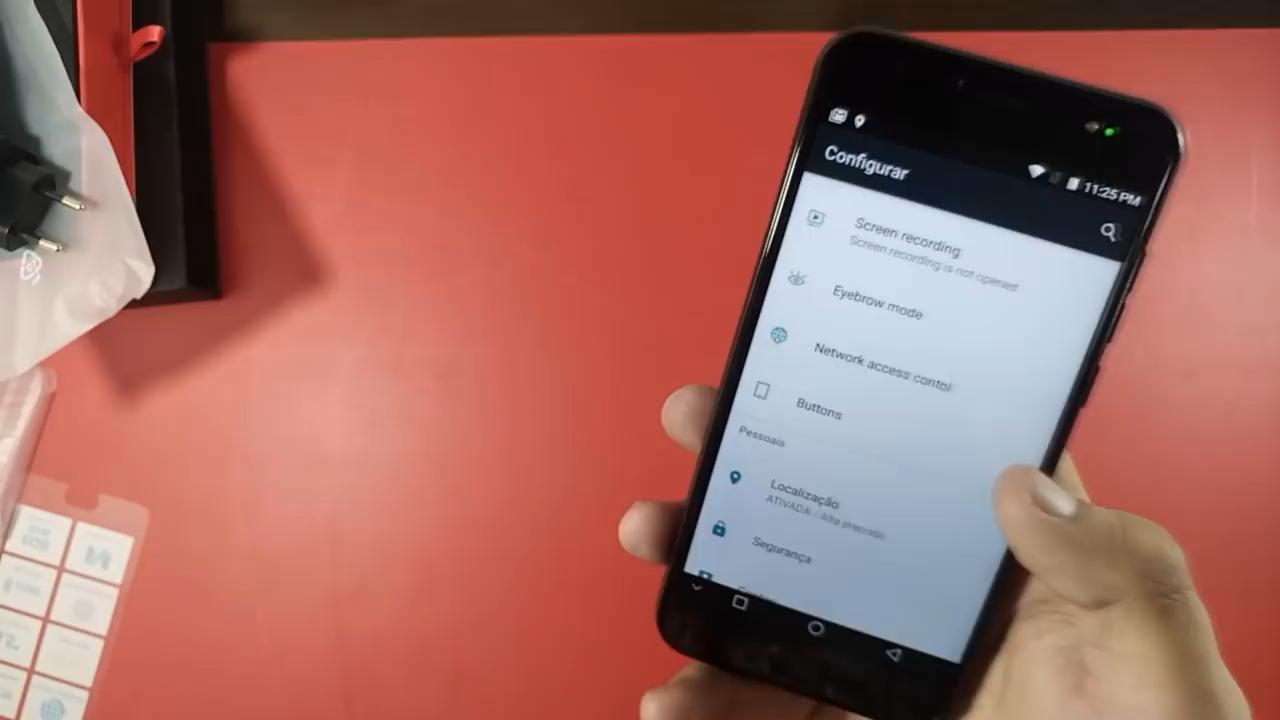 11:25 PM
Configurar
Screen recording
Screen recording is not opened
Eyebrow mode
Network access contol
Buttons
Pessoais
Localização
ATIVADA - Alta precisão
Segurança